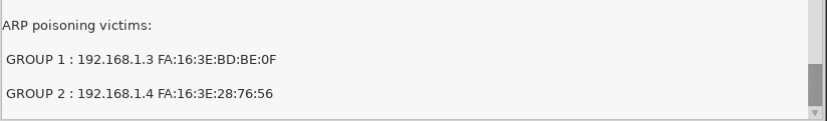 ARP poisoning victims:
GROUP 1 : 192.168.1.3 FA:16:3E:BD:BE:0F
GROUP 2 : 192.168.1.4 FA:16:3E:28:76:56